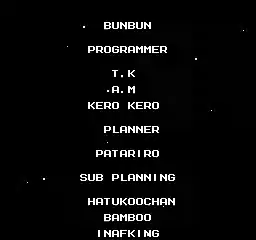 BUNBUN
PROGRAMMER
T.K
A.M
KERO KERO
PLANNER
PATARIRO
SUB PLANNING
HATUKOOCHAN
BAMBOO
INAFKING